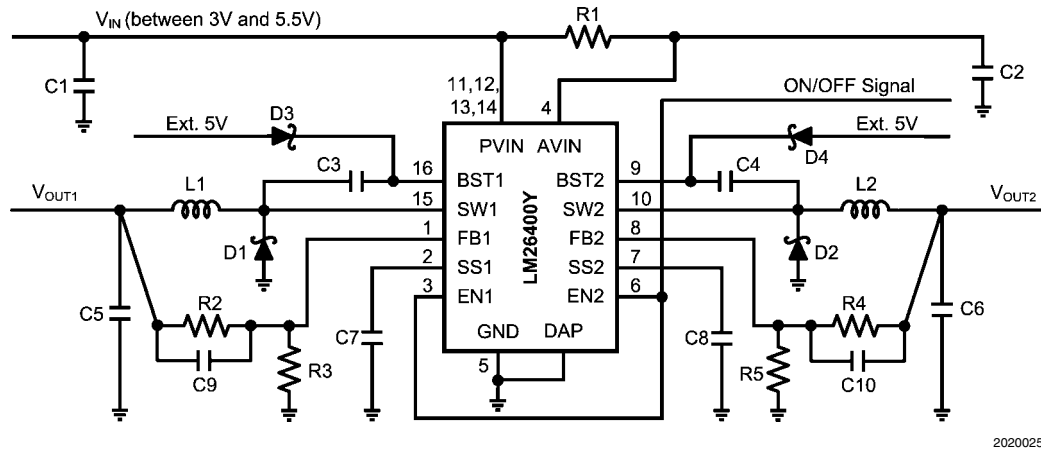 V_IN (between 3V and 5.5V)
R1
C1
11,12,
13,14
4
C2
ON/OFF Signal
D3
Ext. 5V
PVIN AVIN
Ext. 5V
D4
C3
C4
16
BST1
BST2
9
V_OUT1
L1
15
SW1
SW2
10
L2
V_OUT2
LM26400Y
D1
1
FB1
FB2
8
D2
2
SS1
SS2
7
3
EN1
EN2
6
C5
R2
C7
GND
DAP
C8
R4
C6
5
C9
R3
R5
C10
2020025